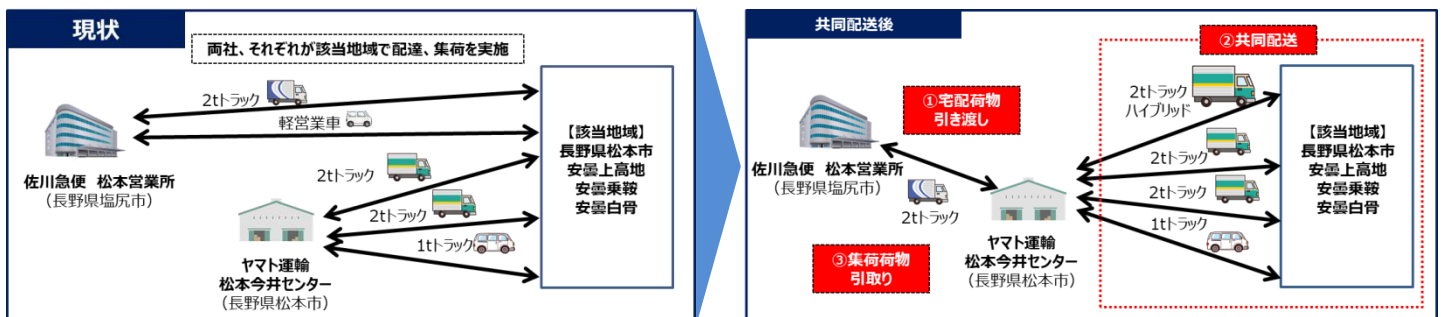 現状
両社、それぞれが該当地域で配達、集荷を実施
2tトラック
軽営業車
佐川急便 松本営業所
（長野県塩尻市）
2tトラック
2tトラック
1tトラック
ヤマト運輸
松本今井センター
（長野県松本市）
【該当地域】
長野県松本市
安曇上高地
安曇乗鞍
安曇白骨
共同配送後
②共同配送
①宅配荷物
引き渡し
佐川急便 松本営業所
（長野県塩尻市）
2tトラック
③集荷荷物
引取り
ヤマト運輸
松本今井センター
（長野県松本市）
2tトラック
ハイブリッド
2tトラック
2tトラック
1tトラック
【該当地域】
長野県松本市
安曇上高地
安曇乗鞍
安曇白骨